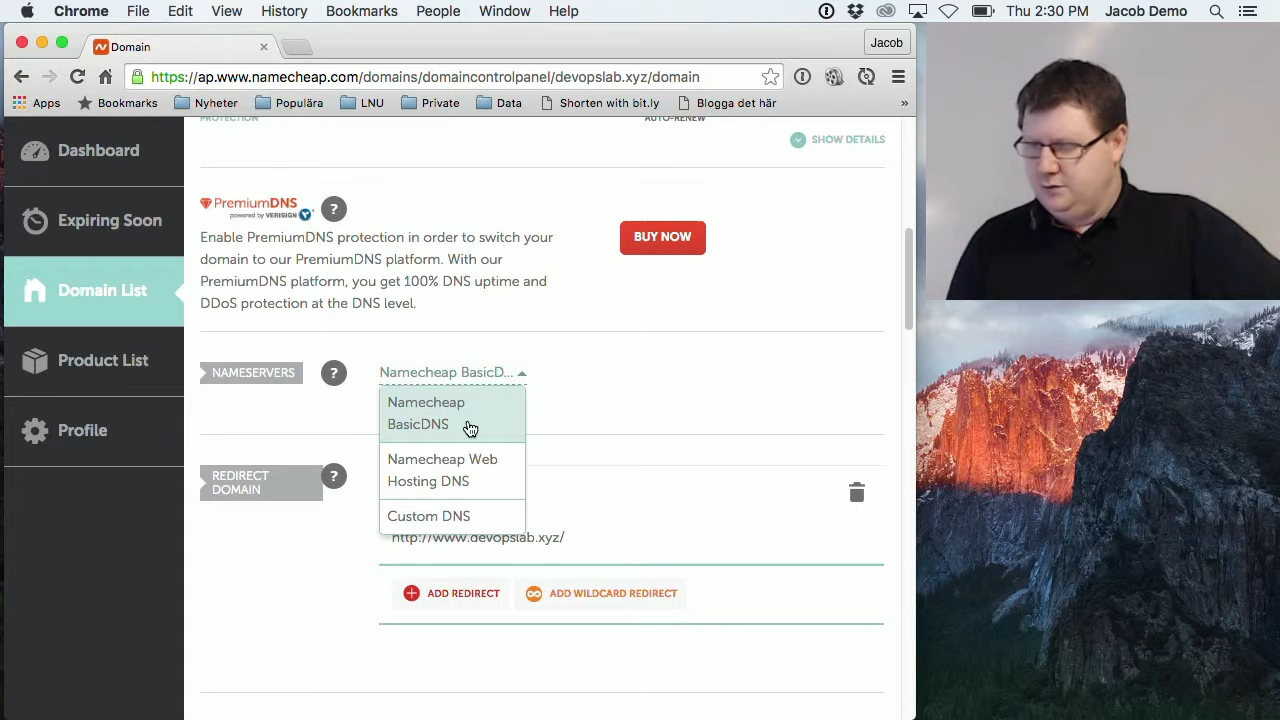 Chrome File Edit View History Bookmarks People Window Help Thu 2:30 PM Jacob Demo
Domain
Jacob
https://ap.www.namecheap.com/domains/domaincontrolpanel/devopslab.xyz/domain
Apps Bookmarks Nyheter Populära LNU Private Data Shorten with bit.ly Blogga det här »
PROTECTION AUTO-RENEW
Dashboard
SHOW DETAILS
PremiumDNS ?
powered by VERISIGN
Expiring Soon
Enable PremiumDNS protection in order to switch your
domain to our PremiumDNS platform. With our
PremiumDNS platform, you get 100% DNS uptime and
DDoS protection at the DNS level.
BUY NOW
Domain List
Product List
Profile
NAMESERVERS ? Namecheap BasicD...
Namecheap
BasicDNS
Namecheap Web
Hosting DNS
Custom DNS
REDIRECT
DOMAIN
?
http://www.devopslab.xyz/
ADD REDIRECT ADD WILDCARD REDIRECT